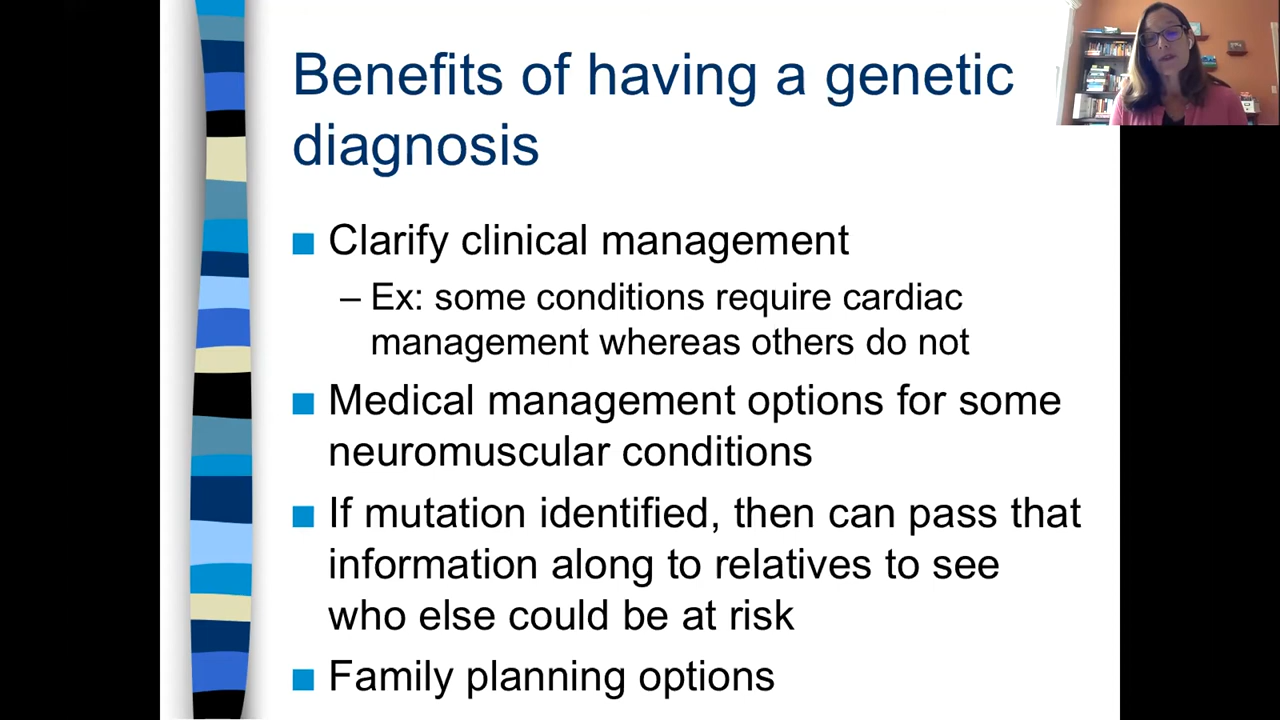 Benefits of having a genetic
diagnosis
Clarify clinical management
– Ex: some conditions require cardiac
management whereas others do not
Medical management options for some
neuromuscular conditions
If mutation identified, then can pass that
information along to relatives to see
who else could be at risk
Family planning options